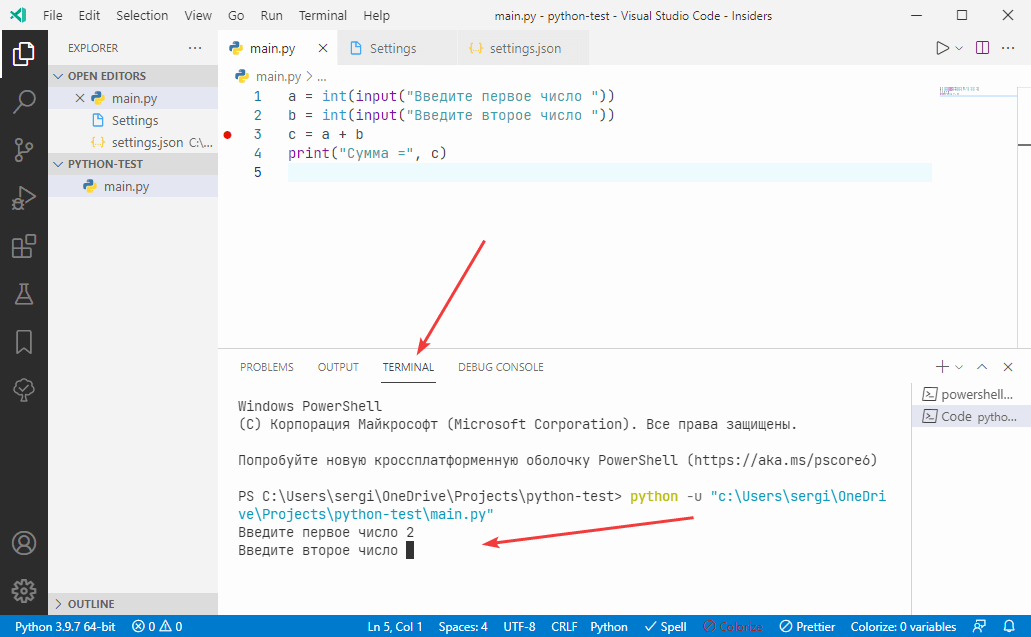 File Edit Selection View Go Run Terminal Help main.py - python-test - Visual Studio Code - Insiders
EXPLORER
main.py Settings settings.json
OPEN EDITORS
main.py
Settings
settings.json C:\...
PYTHON-TEST
main.py
OUTLINE
main.py > ...
1 a = int(input("Введите первое число "))
2 b = int(input("Введите второе число "))
3 c = a + b
4 print("Сумма =", c)
5
PROBLEMS OUTPUT TERMINAL DEBUG CONSOLE
powershell...
Code pytho...
Windows PowerShell
(C) Корпорация Майкрософт (Microsoft Corporation). Все права защищены.
Попробуйте новую кроссплатформенную оболочку PowerShell (https://aka.ms/pscore6)
PS C:\Users\sergi\OneDrive\Projects\python-test> python -u "c:\Users\sergi\OneDri
ve\Projects\python-test\main.py"
Введите первое число 2
Введите второе число
Python 3.9.7 64-bit 0 0 Ln 5, Col 1 Spaces: 4 UTF-8 CRLF Python Spell Colorize Prettier Colorize: 0 variables